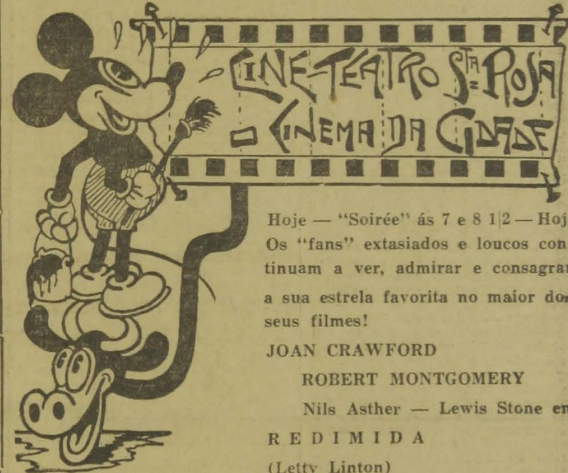 CINE-TEATRO STA ROSA
O CINEMA DA CIDADE
Hoje — “Soirée” ás 7 e 8 1|2 — Hoj
Os “fans” extasiados e loucos con
tinuam a ver, admirar e consagrar
a sua estrela favorita no maior dos
seus filmes!
JOAN CRAWFORD
ROBERT MONTGOMERY
Nils Asther — Lewis Stone en
REDIMIDA
(Letty Linton)